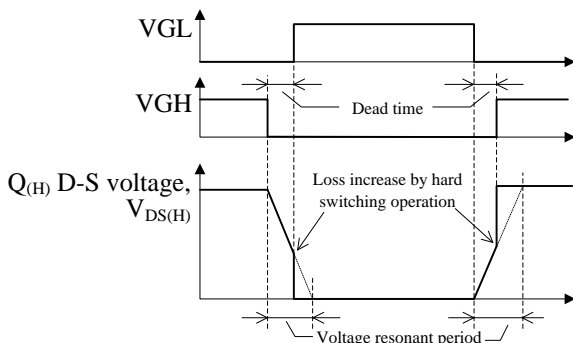 VGL
VGH
Dead time
Q(H) D-S voltage,
VDS(H)
Loss increase by hard
switching operation
Voltage resonant period